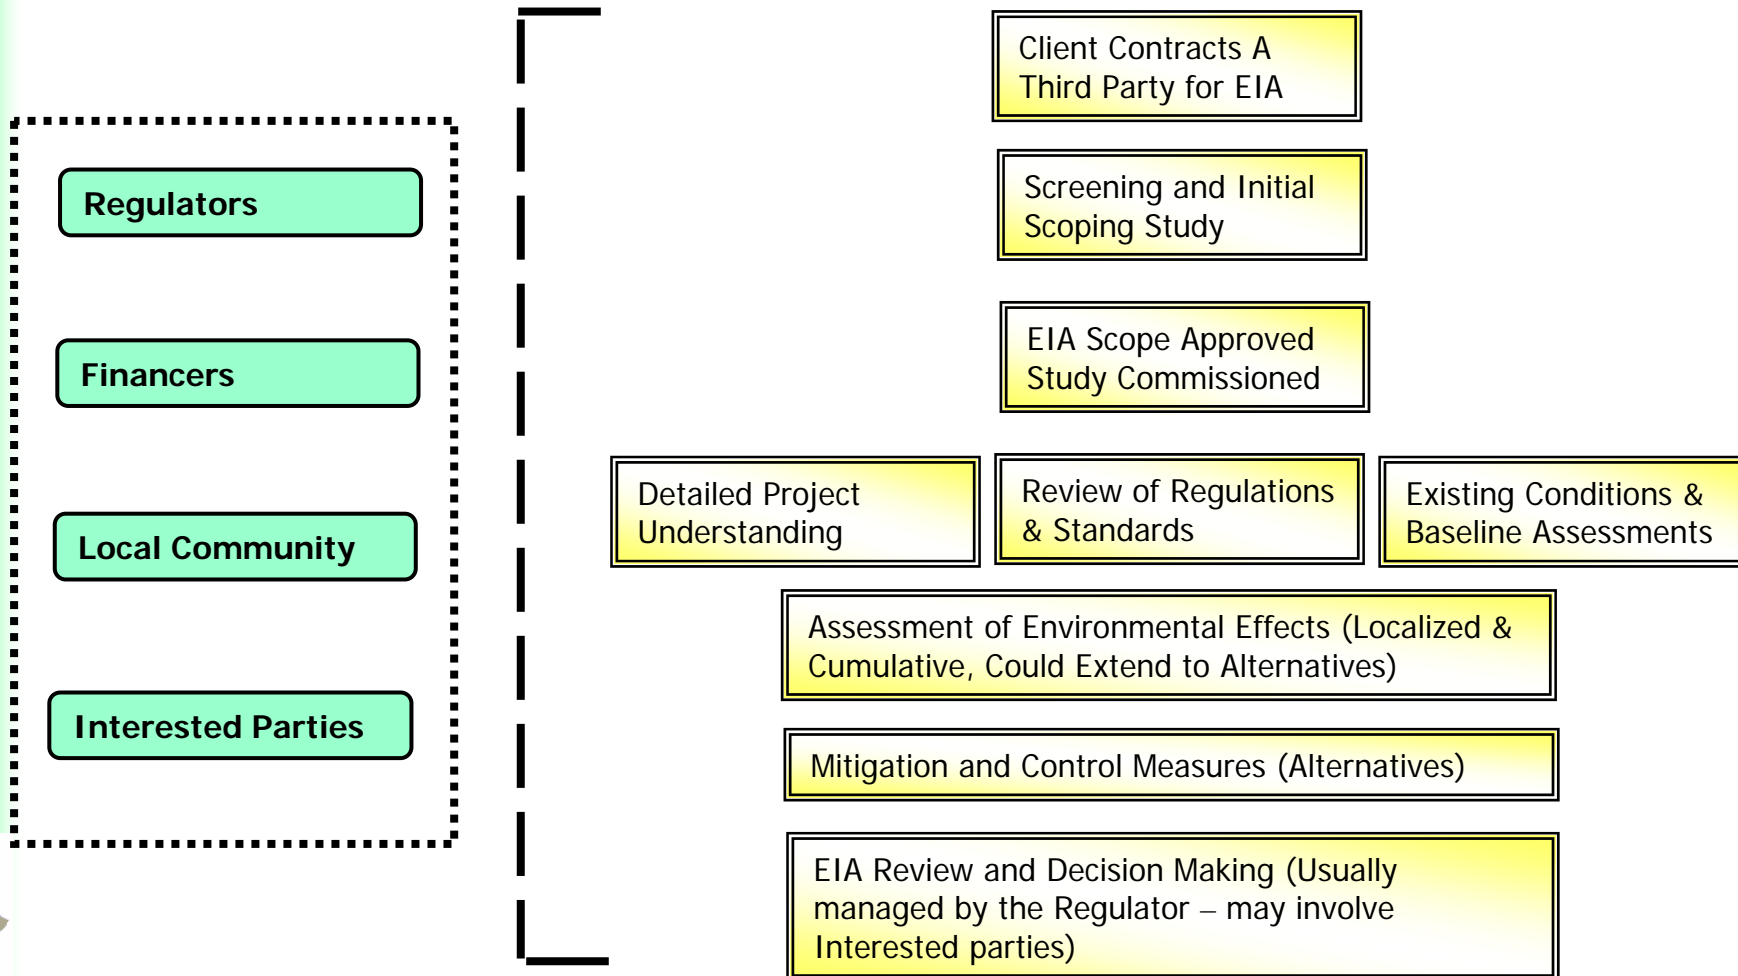 Regulators
Financers
Local Community
Interested Parties
Client Contracts A
Third Party for EIA
Screening and Initial
Scoping Study
EIA Scope Approved
Study Commissioned
Detailed Project
Understanding
Review of Regulations
& Standards
Existing Conditions &
Baseline Assessments
Assessment of Environmental Effects (Localized &
Cumulative, Could Extend to Alternatives)
Mitigation and Control Measures (Alternatives)
EIA Review and Decision Making (Usually
managed by the Regulator – may involve
Interested parties)